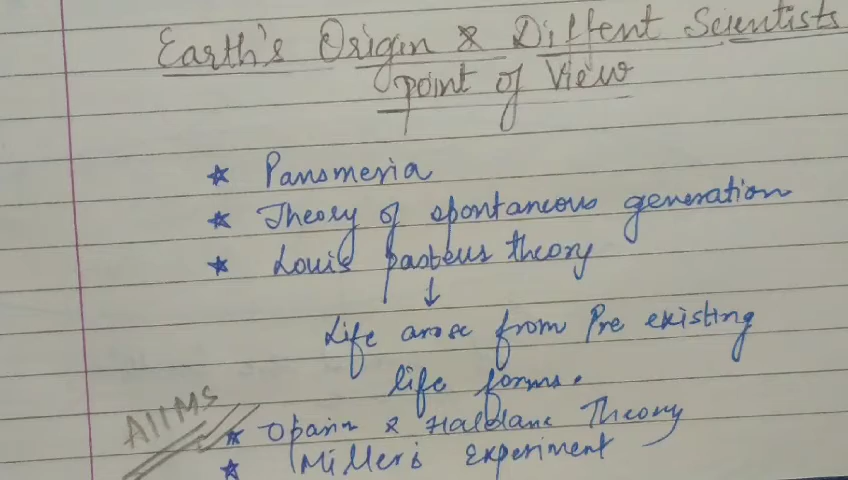 Earth's Origin & Diffent Scientists
point of View
* Pansmeria
* Theory of spontaneous generation
* Louis pasteus theory
↓
Life arose from Pre existing
life forms.
AIIMS
* Oparin & Haldane Theory
* Miller's Experiment